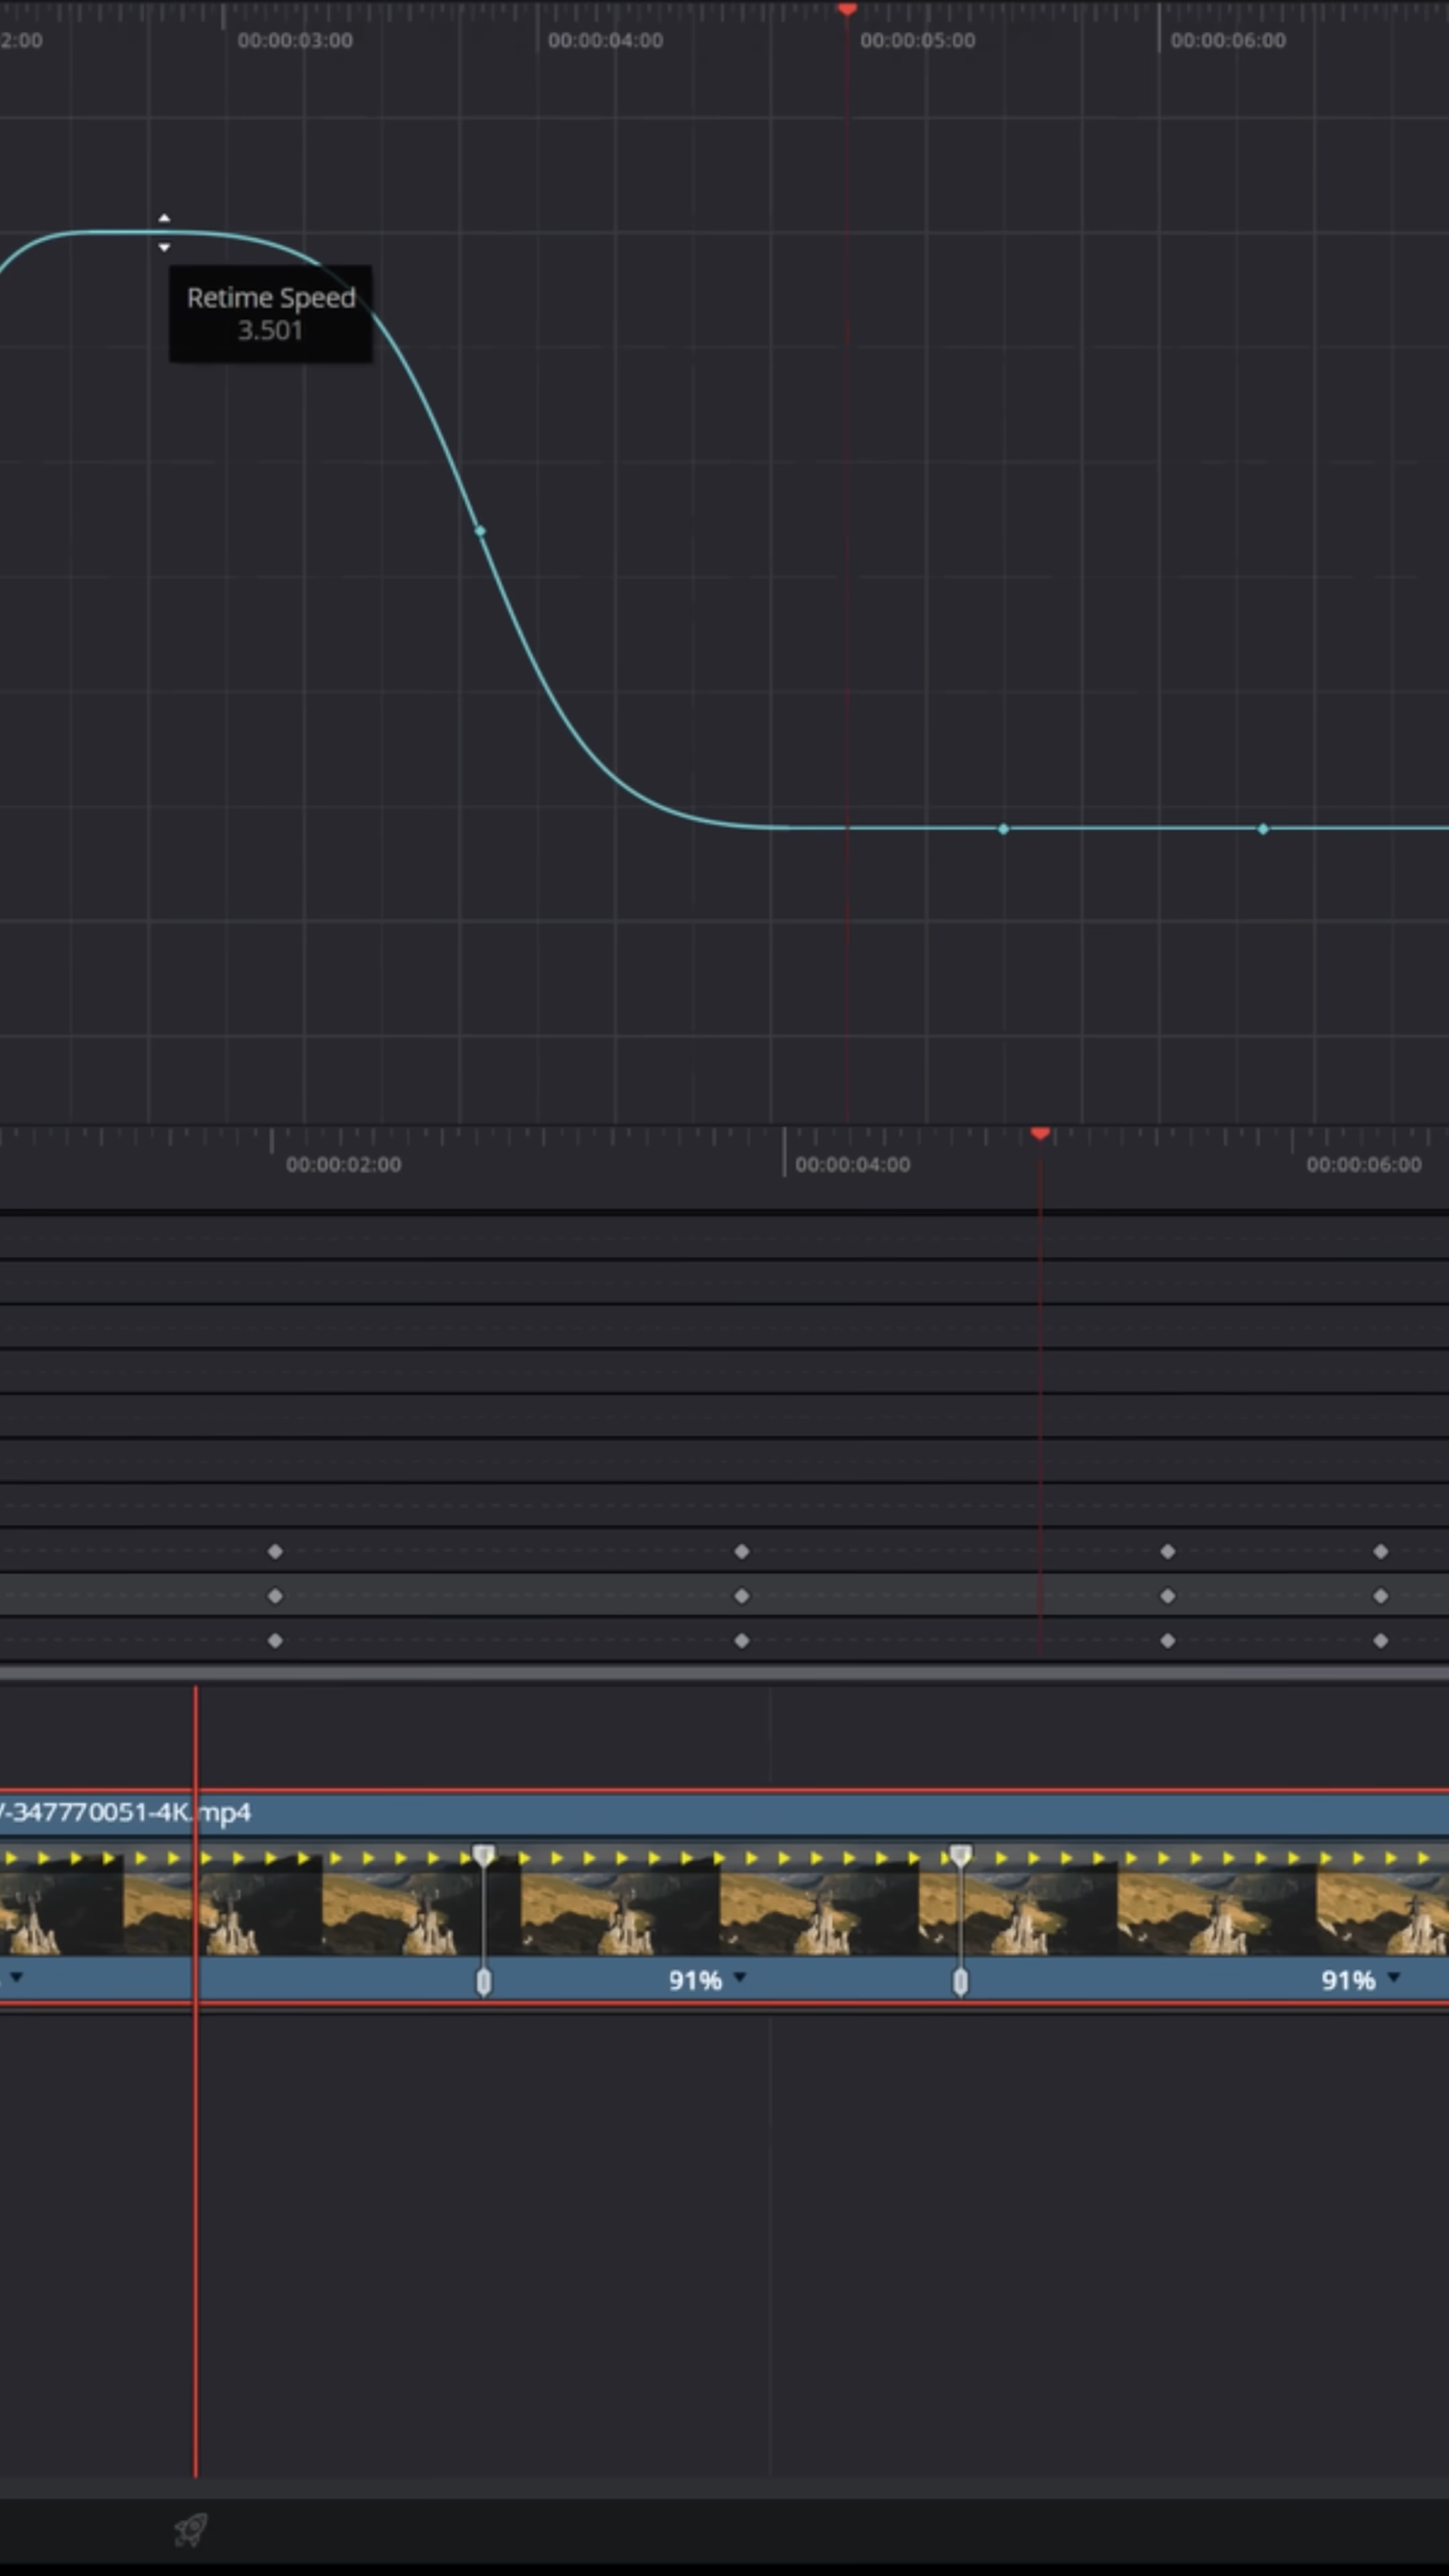 2:00 00:00:03:00 00:00:04:00 00:00:05:00 00:00:06:00
Retime Speed
3.501
00:00:02:00 00:00:04:00 00:00:06:00
/-347770051-4K.mp4
91% 91%